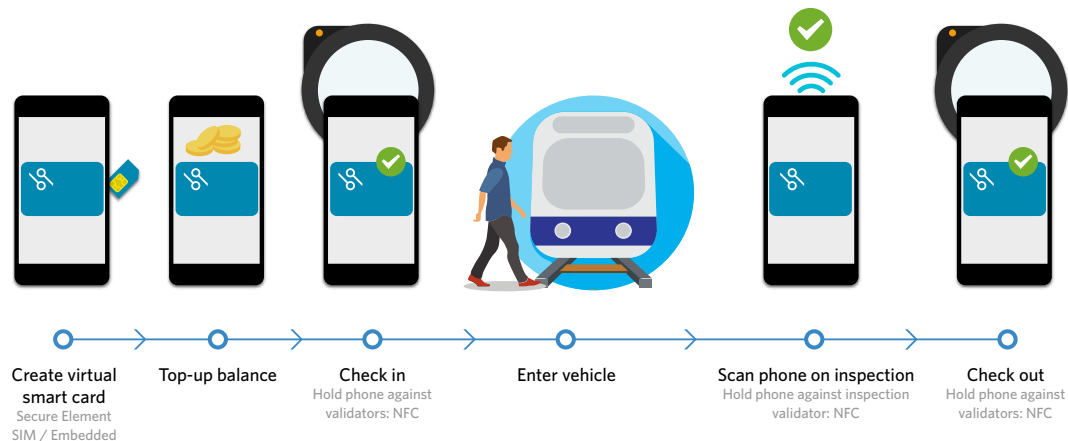 Create virtual
smart card
Secure Element
SIM / Embedded
Top-up balance
Check in
Hold phone against
validators: NFC
Enter vehicle
Scan phone on inspection
Hold phone against inspection
validator: NFC
Check out
Hold phone against
validators: NFC